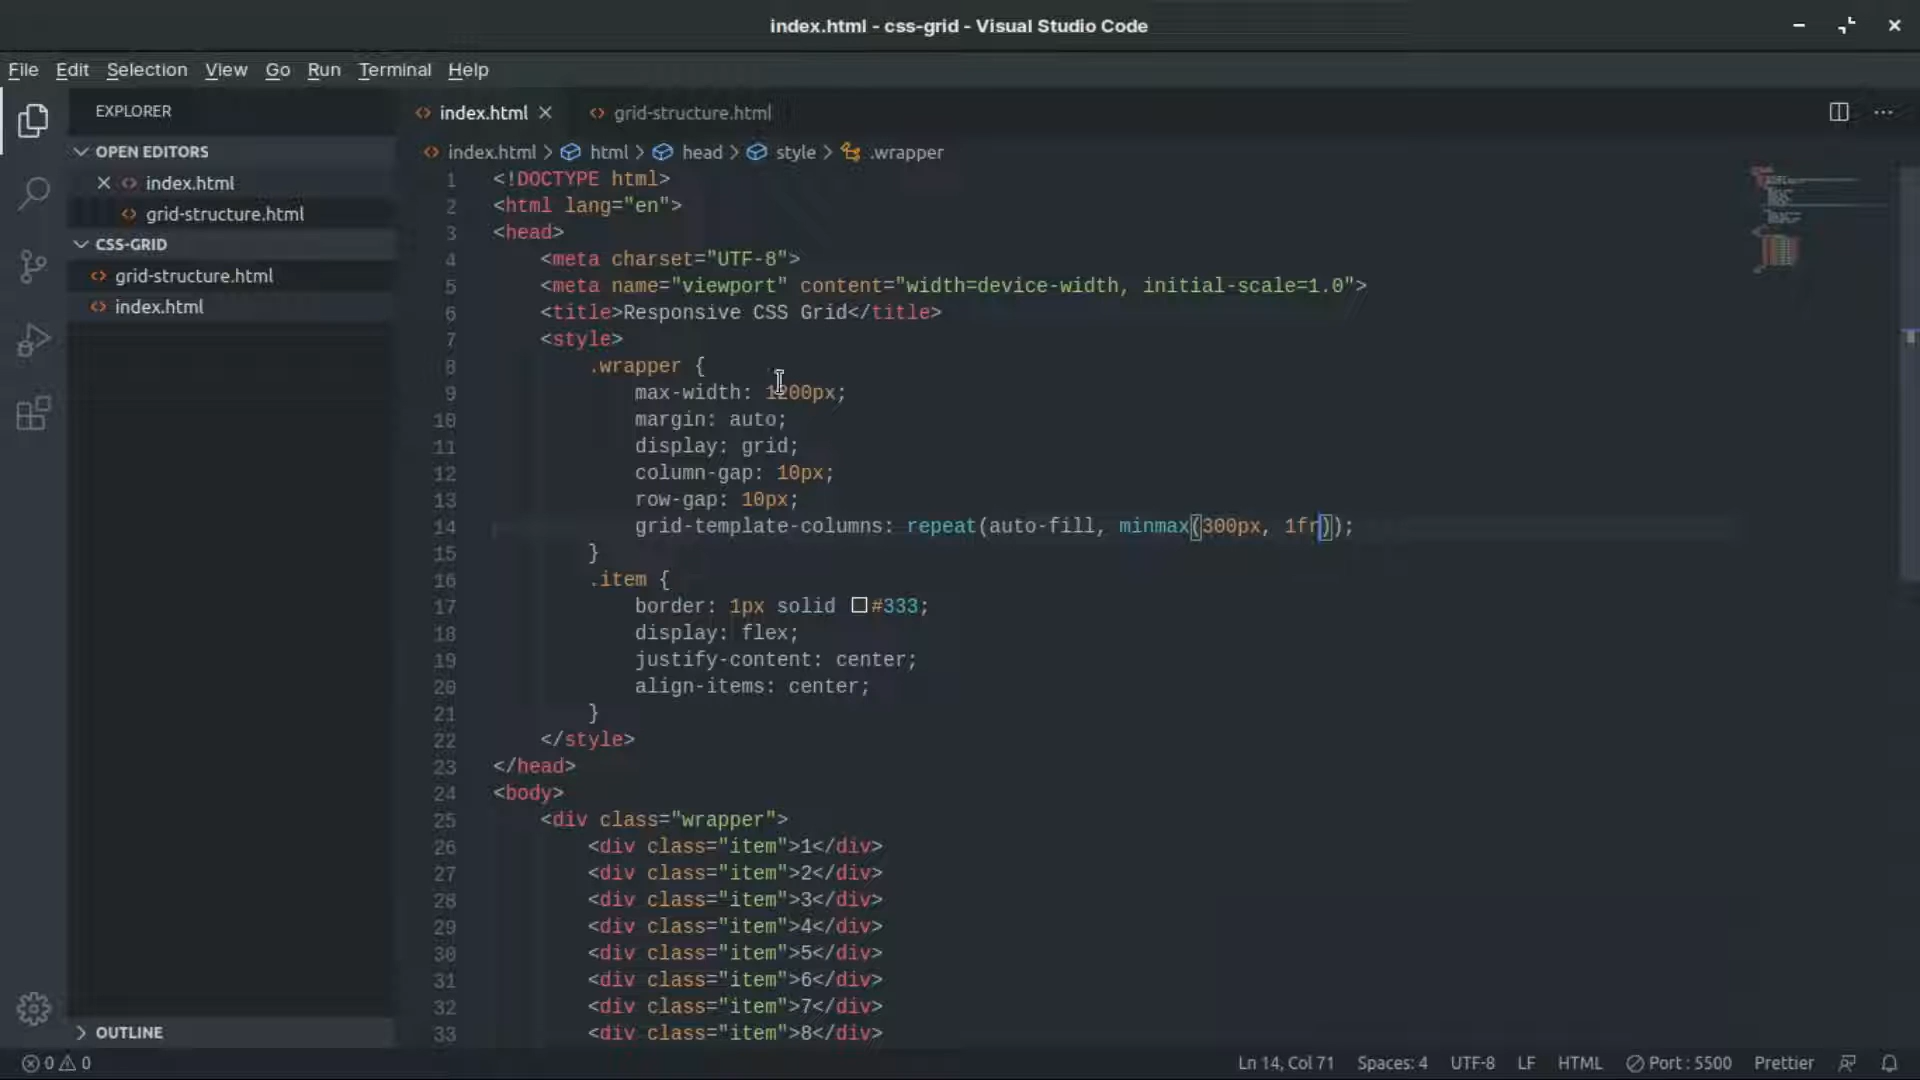 index.html - css-grid - Visual Studio Code
File Edit Selection View Go Run Terminal Help
EXPLORER
OPEN EDITORS
index.html
grid-structure.html
CSS-GRID
grid-structure.html
index.html
OUTLINE
index.html
grid-structure.html
index.html > html > head > style > .wrapper
1 <!DOCTYPE html>
2 <html lang="en">
3 <head>
4 <meta charset="UTF-8">
5 <meta name="viewport" content="width=device-width, initial-scale=1.0">
6 <title>Responsive CSS Grid</title>
7 <style>
8 .wrapper {
9 max-width: 1200px;
10 margin: auto;
11 display: grid;
12 column-gap: 10px;
13 row-gap: 10px;
14 grid-template-columns: repeat(auto-fill, minmax(300px, 1fr));
15 }
16 .item {
17 border: 1px solid #333;
18 display: flex;
19 justify-content: center;
20 align-items: center;
21 }
22 </style>
23 </head>
24 <body>
25 <div class="wrapper">
26 <div class="item">1</div>
27 <div class="item">2</div>
28 <div class="item">3</div>
29 <div class="item">4</div>
30 <div class="item">5</div>
31 <div class="item">6</div>
32 <div class="item">7</div>
33 <div class="item">8</div>
0 0 Ln 14, Col 71 Spaces: 4 UTF-8 LF HTML Port : 5500 Prettier